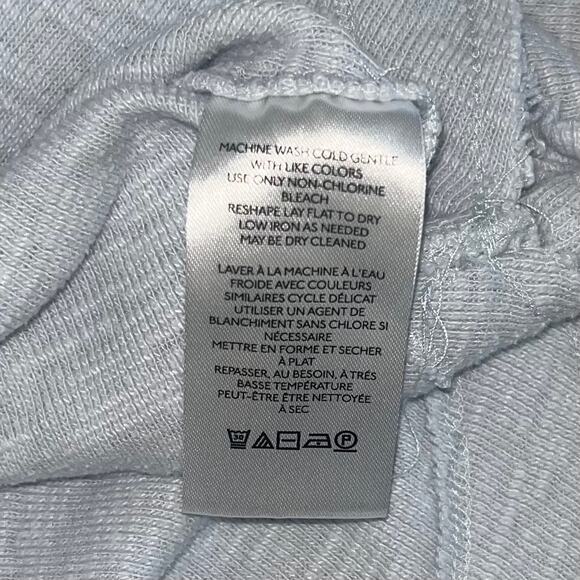 MACHINE WASH COLD GENTLE
WITH LIKE COLORS
USE ONLY NON-CHLORINE
BLEACH
RESHAPE LAY FLAT TO DRY
LOW IRON AS NEEDED
MAY BE DRY CLEANED
LAVER À LA MACHINE À L'EAU
FROIDE AVEC COULEURS
SIMILAIRES CYCLE DÉLICAT
UTILISER UN AGENT DE
BLANCHIMENT SANS CHLORE SI
NÉCESSAIRE
METTRE EN FORME ET SECHER
À PLAT
REPASSER, AU BESOIN, À TRÉS
BASSE TEMPÉRATURE
PEUT-ÊTRE ÊTRE NETTOYÉE
À SEC
30 P